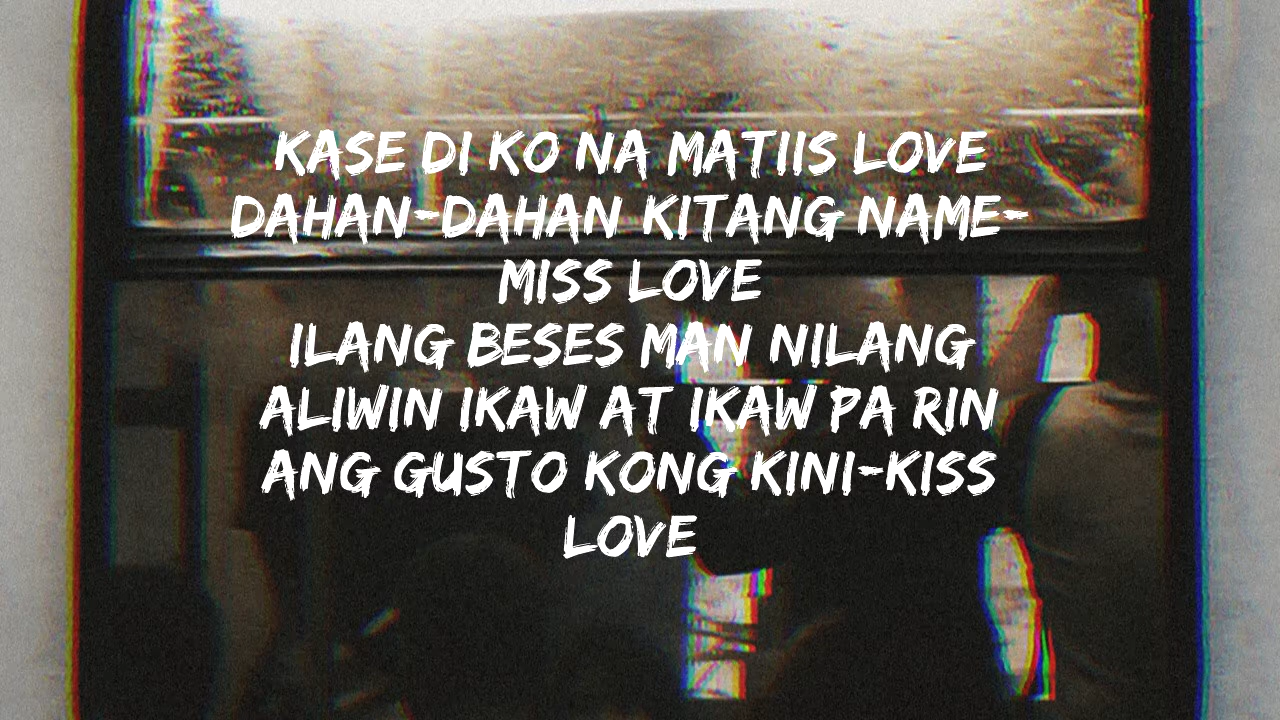 KASE DI KO NA MATIIS LOVE
DAHAN-DAHAN KITANG NAME-
MISS LOVE
ILANG BESES MAN NILANG
ALIWIN IKAW AT IKAW PA RIN
ANG GUSTO KONG KINI-KISS
LOVE